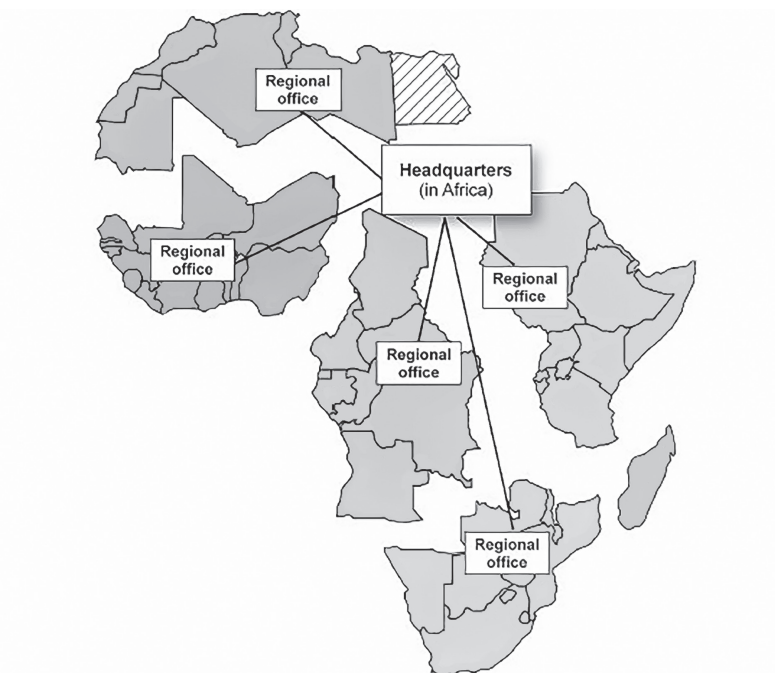 Regional
office
Headquarters
(in Africa)
Regional
office
Regional
office
Regional
office
Regional
office